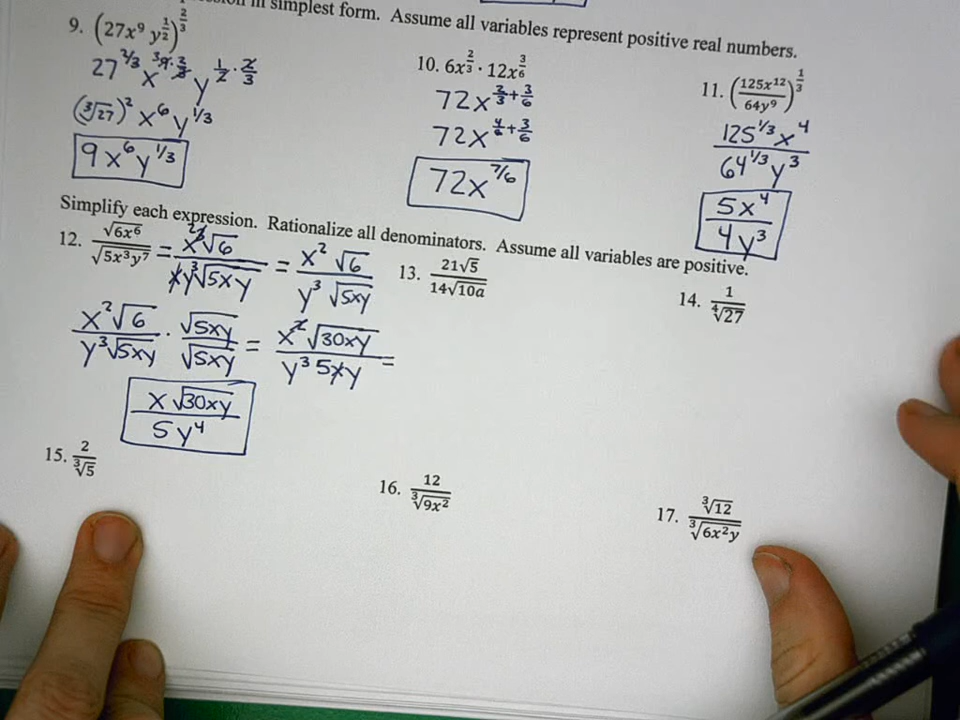 in simplest form. Assume all variables represent positive real numbers.
9. (27x⁹ y^(1/2))^(2/3)
27^(2/3) x^(9·2/3) y^(1/2 · 2/3)
(∛27)² x⁶ y^(1/3)
9x⁶y^(1/3)
10. 6x^(2/3) · 12x^(3/6)
72x^(2/3 + 3/6)
72x^(4/6 + 3/6)
72x^(7/6)
11. (125x¹² / 64y⁹)^(1/3)
125^(1/3) x⁴ / 64^(1/3) y³
5x⁴ / 4y³
Simplify each expression. Rationalize all denominators. Assume all variables are positive.
12. √(6x⁶) / √(5x³y⁷) = x³√6 / xy³√(5xy) = x²√6 / y³√(5xy)
x²√6 / y³√(5xy) · √(5xy) / √(5xy) = x²√(30xy) / y³5xy =
x√(30xy) / 5y⁴
13. 21√5 / 14√(10a)
14. 1 / ∜27
15. 2 / ∛5
16. 12 / ∛(9x²)
17. ∛12 / ∛(6x²y)